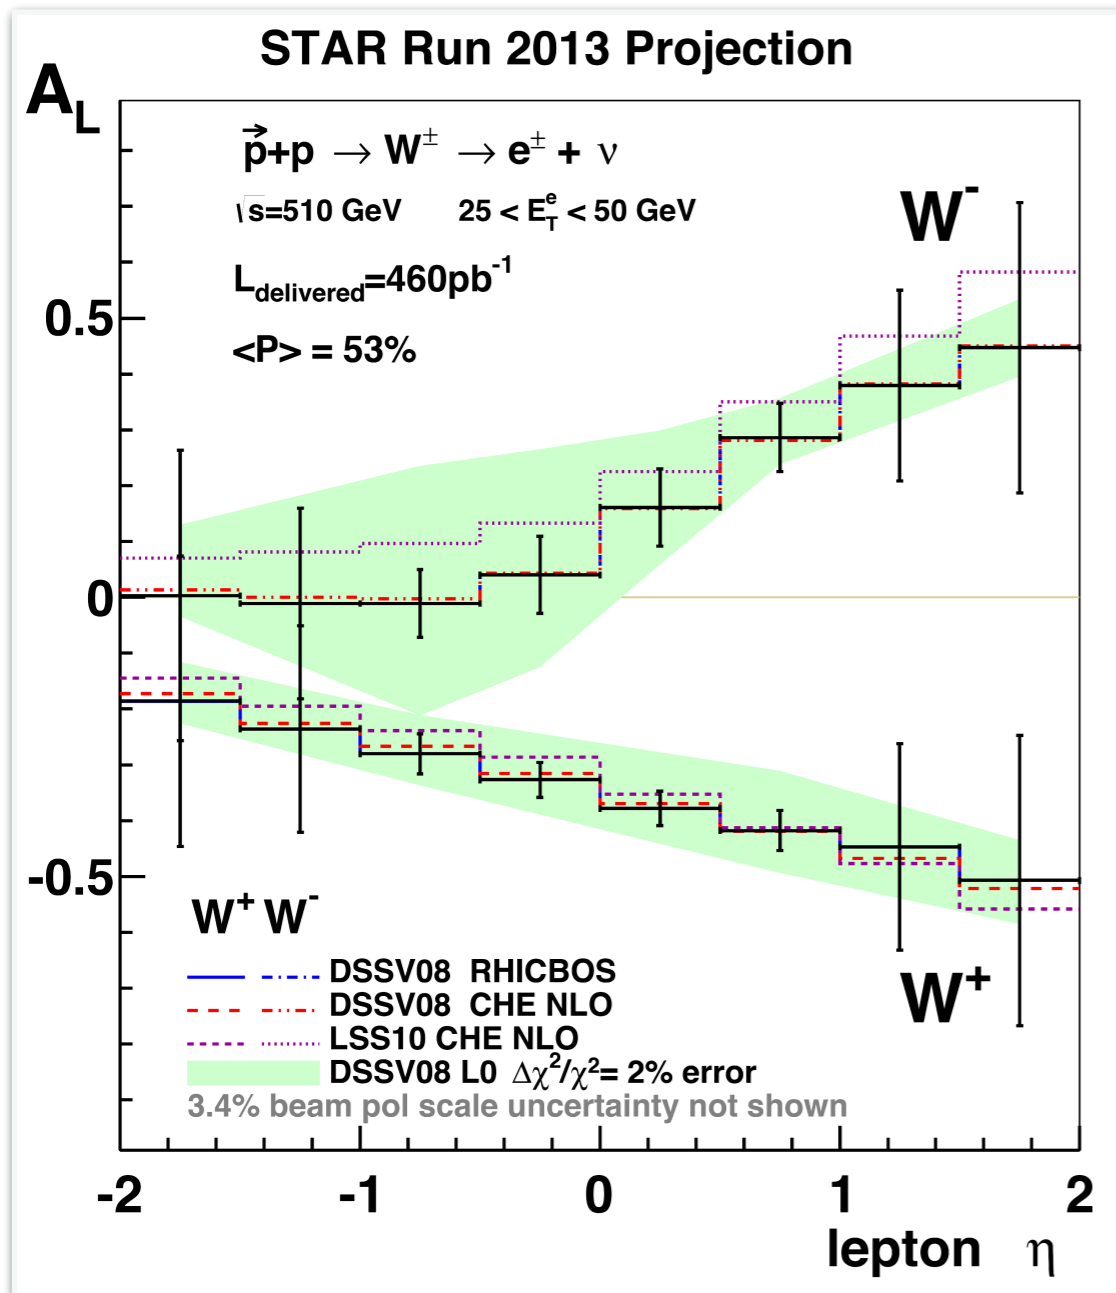 STAR Run 2013 Projection
A_L
p⃗+p → W^± → e^± + ν
√s=510 GeV 25 < E_T^e < 50 GeV
L_delivered=460pb^-1
<P> = 53%
W^-
0.5
0
-0.5
W^+ W^-
DSSV08 RHICBOS
DSSV08 CHE NLO
LSS10 CHE NLO
DSSV08 L0 Δχ²/χ²= 2% error
3.4% beam pol scale uncertainty not shown
W^+
-2 -1 0 1 2
lepton η